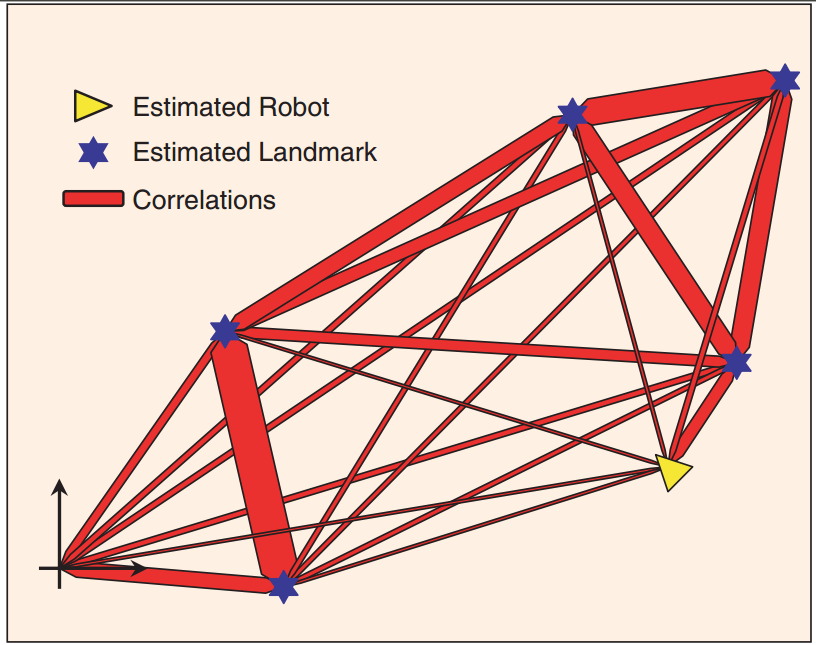 Estimated Robot
Estimated Landmark
Correlations